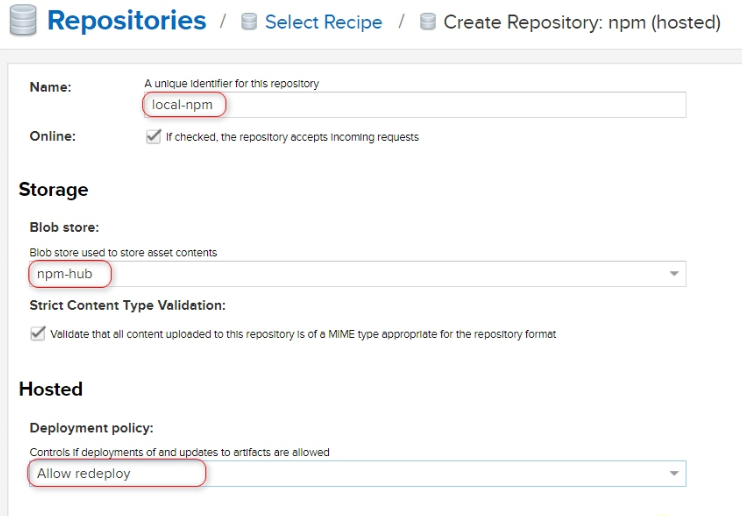 Repositories / Select Recipe / Create Repository: npm (hosted)
Name:
A unique identifier for this repository
local-npm
Online:
If checked, the repository accepts incoming requests
Storage
Blob store:
Blob store used to store asset contents
npm-hub
Strict Content Type Validation:
Validate that all content uploaded to this repository is of a MIME type appropriate for the repository format
Hosted
Deployment policy:
Controls if deployments of and updates to artifacts are allowed
Allow redeploy